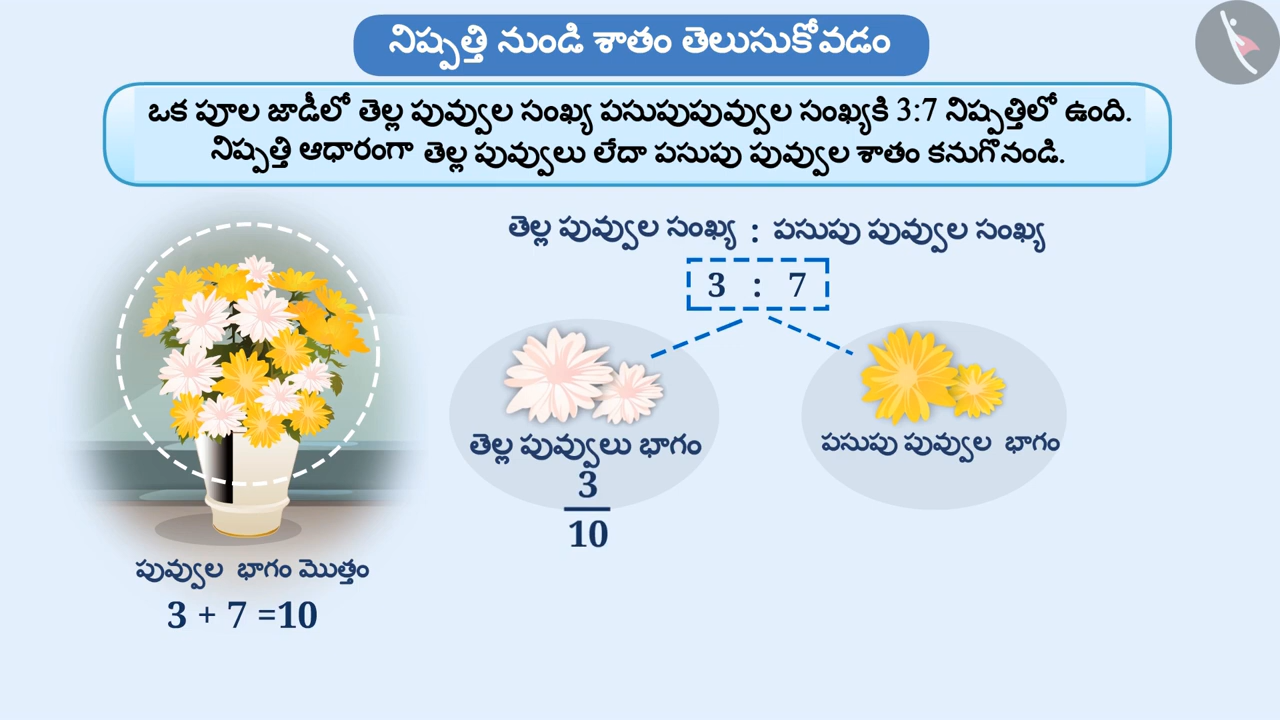 నిష్పత్తి నుండి శాతం తెలుసుకోవడం
ఒక పూల జాడీలో తెల్ల పువ్వుల సంఖ్య పసుపుపువ్వుల సంఖ్యకి 3:7 నిష్పత్తిలో ఉంది.
నిష్పత్తి ఆధారంగా తెల్ల పువ్వులు లేదా పసుపు పువ్వుల శాతం కనుగొనండి.
తెల్ల పువ్వుల సంఖ్య : పసుపు పువ్వుల సంఖ్య
3 : 7
తెల్ల పువ్వులు భాగం
3
10
పసుపు పువ్వుల భాగం
పువ్వుల భాగం మొత్తం
3 + 7 =10